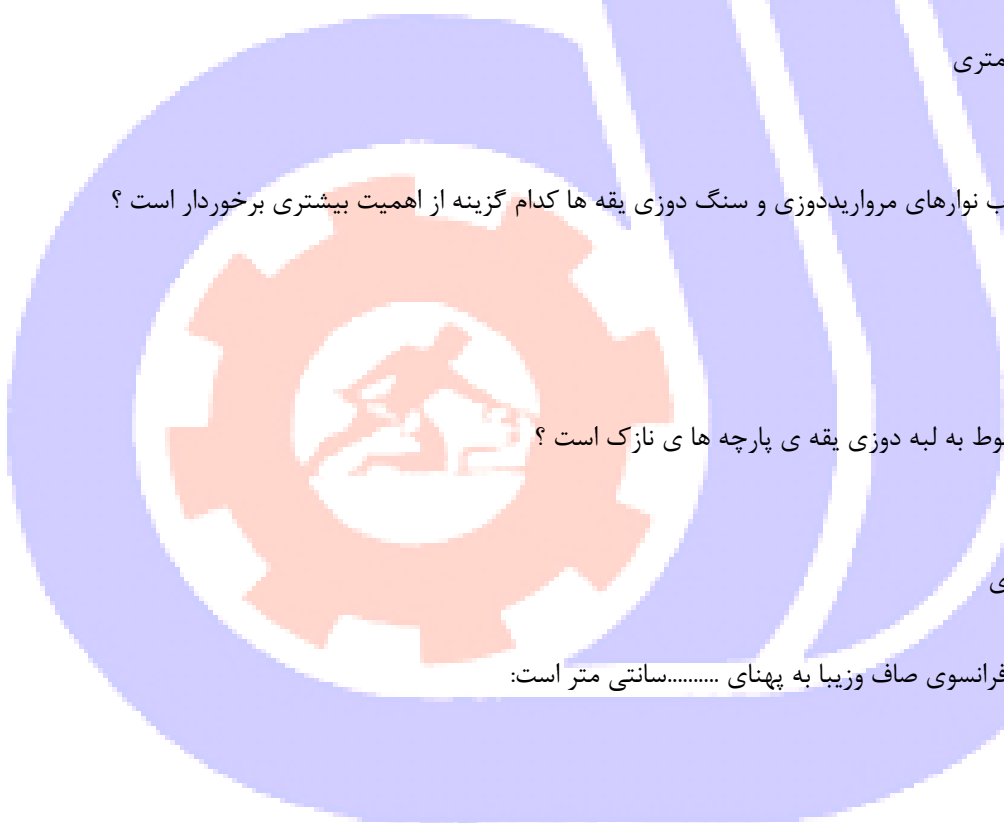 متری
ب نوارهای مرواریددوزی و سنگ دوزی یقه ها کدام گزینه از اهمیت بیشتری برخوردار است ؟
وط به لبه دوزی یقه ی پارچه ها ی نازک است ؟
ی
فرانسوی صاف وزیبا به پهنای ..........سانتی متر است: